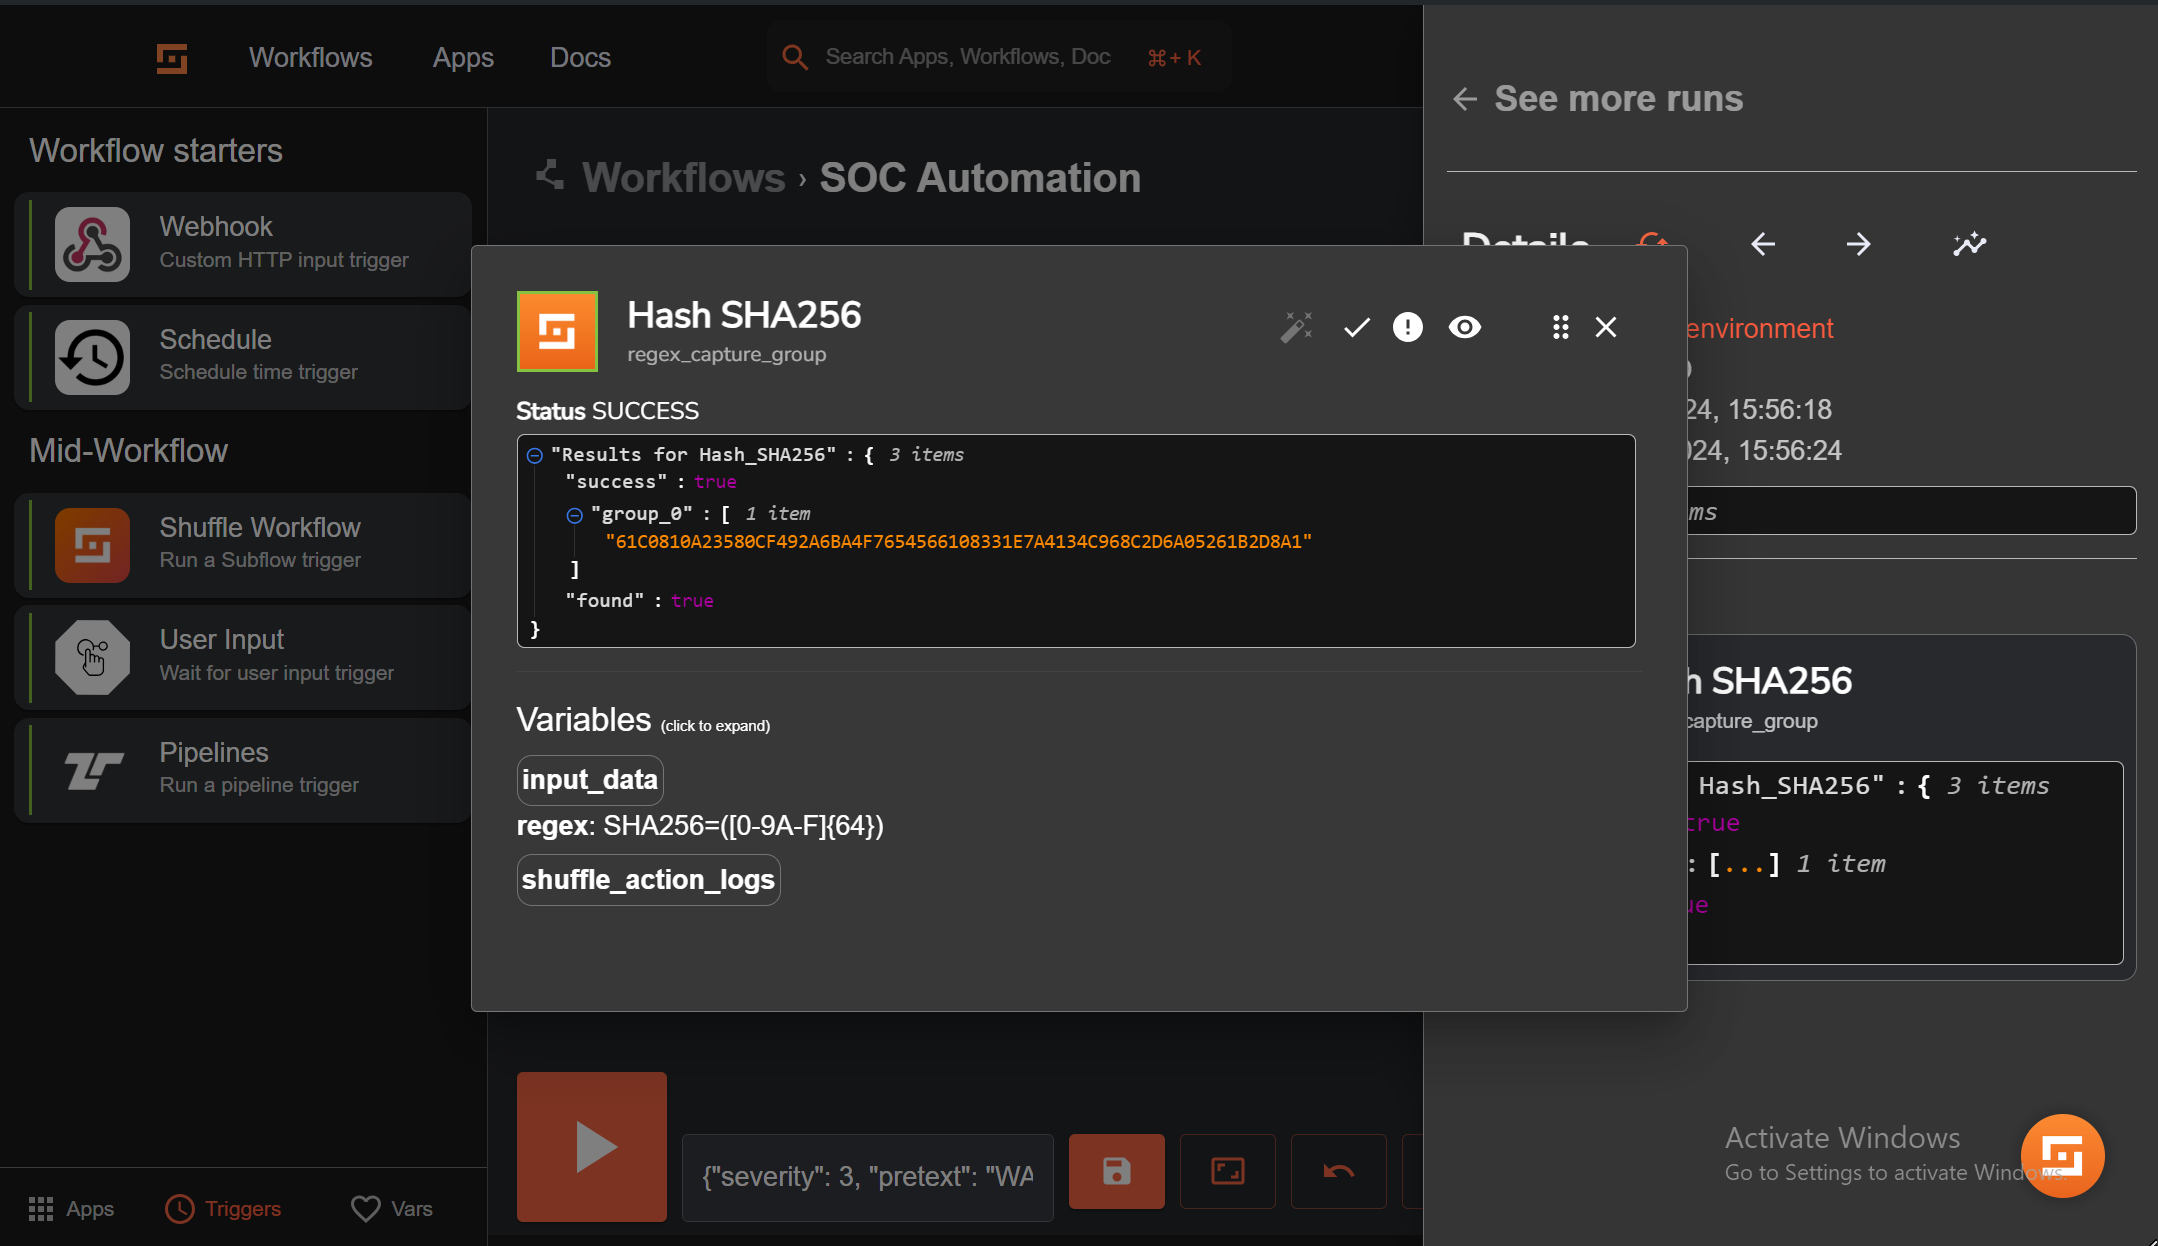 Workflows
Apps
Docs
Search Apps, Workflows, Doc
⌘+ K
Workflow starters
Webhook
Custom HTTP input trigger
Schedule
Schedule time trigger
Mid-Workflow
Shuffle Workflow
Run a Subflow trigger
User Input
Wait for user input trigger
Pipelines
Run a pipeline trigger
Apps
Triggers
Vars
Workflows › SOC Automation
Hash SHA256
regex_capture_group
Status SUCCESS
"Results for Hash_SHA256" : { 3 items
"success" : true
"group_0" : [ 1 item
"61C0810A23580CF492A6BA4F7654566108331E7A4134C968C2D6A05261B2D8A1"
]
"found" : true
}
Variables (click to expand)
input_data
regex: SHA256=([0-9A-F]{64})
shuffle_action_logs
{"severity": 3, "pretext": "WA
See more runs
Details
environment
24, 15:56:18
024, 15:56:24
ms
h SHA256
capture_group
Hash_SHA256" : { 3 items
true
: [...] 1 item
ue
Activate Windows
Go to Settings to activate Windows.